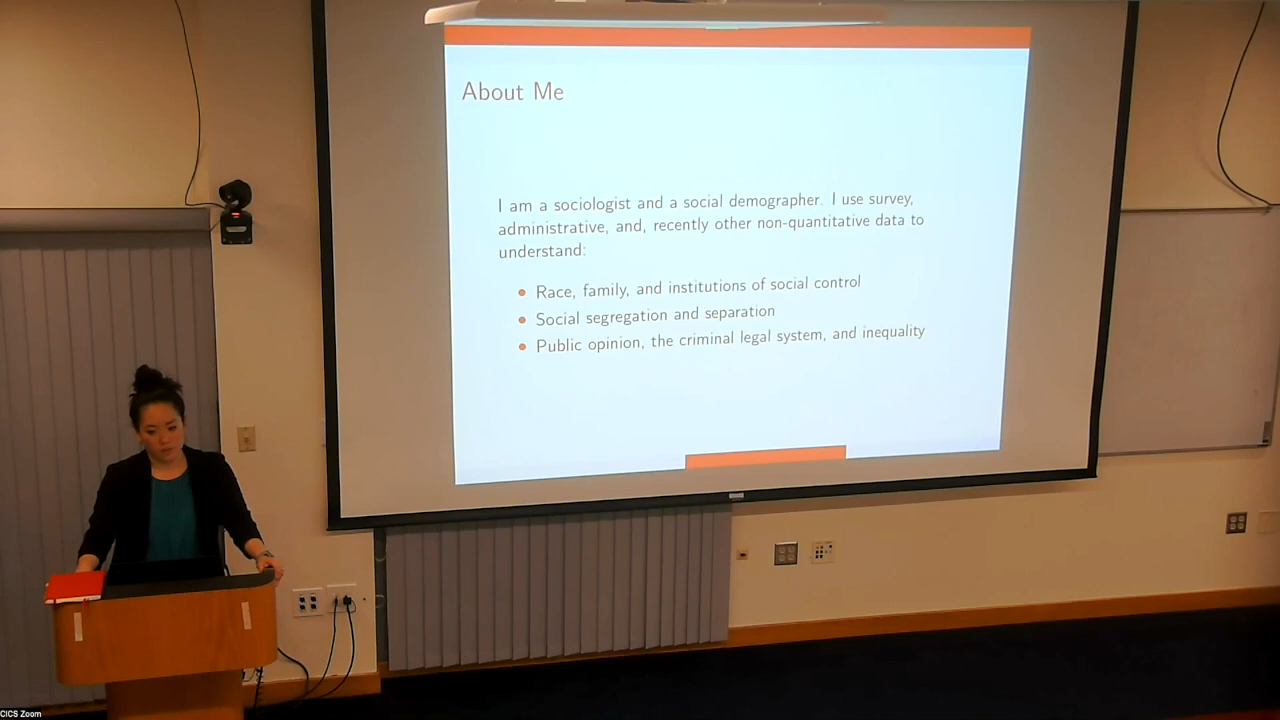 About Me
I am a sociologist and a social demographer. I use survey,
administrative, and, recently other non-quantitative data to
understand:
• Race, family, and institutions of social control
• Social segregation and separation
• Public opinion, the criminal legal system, and inequality
CICS Zoom